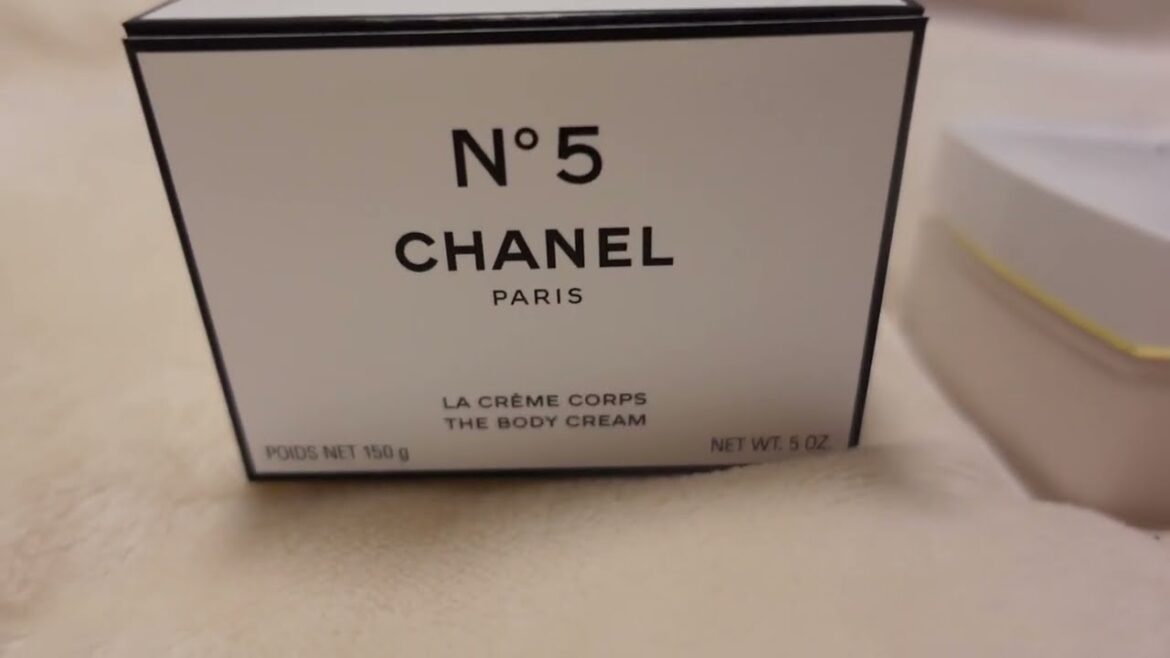 N° 5
CHANEL
PARIS
LA CRÈME CORPS
THE BODY CREAM
POIDS NET 150 g
NET WT. 5 OZ.